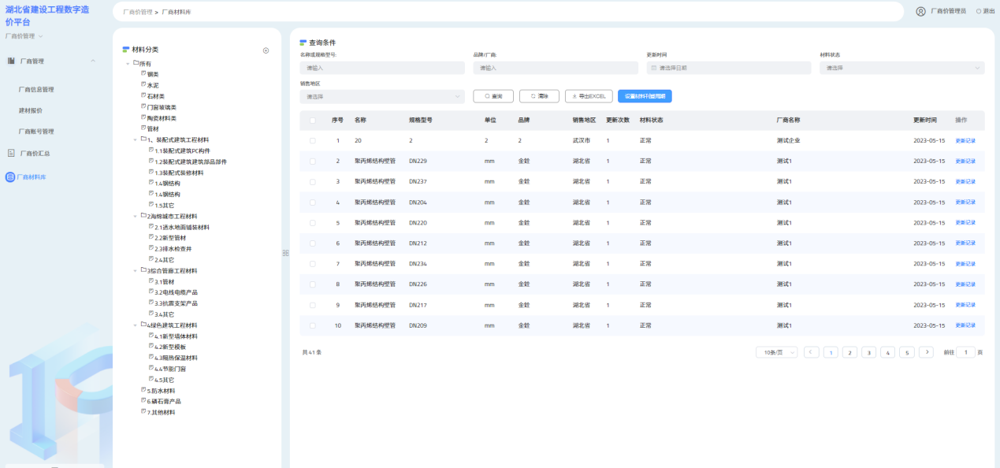 湖北省建设工程数字造
价平台
厂商价管理
厂商管理
厂商信息管理
建材报价
厂商账号管理
厂商价汇总
厂商材料库
厂商价管理 > 厂商材料库
厂商价管理员 退出
材料分类
所有
钢类
水泥
石材类
门窗玻璃类
陶瓷材料类
管材
1、装配式建筑工程材料
1.1装配式建筑PC构件
1.2装配式建筑建筑部品部件
1.3装配式装修材料
1.4钢结构
1.4钢结构
1.5其它
2海绵城市工程材料
2.1透水地面铺装材料
2.2新型管材
2.3排水检查井
2.4其它
3综合管廊工程材料
3.1管材
3.2电线电缆产品
3.3抗震支架产品
3.4其它
4绿色建筑工程材料
4.1新型墙体材料
4.2新型模板
4.3隔热保温材料
4.4节能门窗
4.5其它
5.防水材料
6.磷石膏产品
7.其他材料
查询条件
名称或规格型号: 品牌/厂商: 更新时间 材料状态
请输入 请输入 请选择日期 请选择
销售地区
请选择 查询 清除 导出EXCEL 设置材料刊登周期
序号 名称 规格型号 单位 品牌 销售地区 更新次数 材料状态 厂商名称 更新时间 操作
1 20 2 2 2 武汉市 1 正常 测试企业 2023-05-15 更新记录
2 聚丙烯结构壁管 DN229 mm 金銓 湖北省 1 正常 测试1 2023-05-15 更新记录
3 聚丙烯结构壁管 DN237 mm 金銓 湖北省 1 正常 测试1 2023-05-15 更新记录
4 聚丙烯结构壁管 DN204 mm 金銓 湖北省 1 正常 测试1 2023-05-15 更新记录
5 聚丙烯结构壁管 DN220 mm 金銓 湖北省 1 正常 测试1 2023-05-15 更新记录
6 聚丙烯结构壁管 DN212 mm 金銓 湖北省 1 正常 测试1 2023-05-15 更新记录
7 聚丙烯结构壁管 DN234 mm 金銓 湖北省 1 正常 测试1 2023-05-15 更新记录
8 聚丙烯结构壁管 DN226 mm 金銓 湖北省 1 正常 测试1 2023-05-15 更新记录
9 聚丙烯结构壁管 DN217 mm 金銓 湖北省 1 正常 测试1 2023-05-15 更新记录
10 聚丙烯结构壁管 DN209 mm 金銓 湖北省 1 正常 测试1 2023-05-15 更新记录
共 41 条 10条/页 1 2 3 4 5 前往 1 页